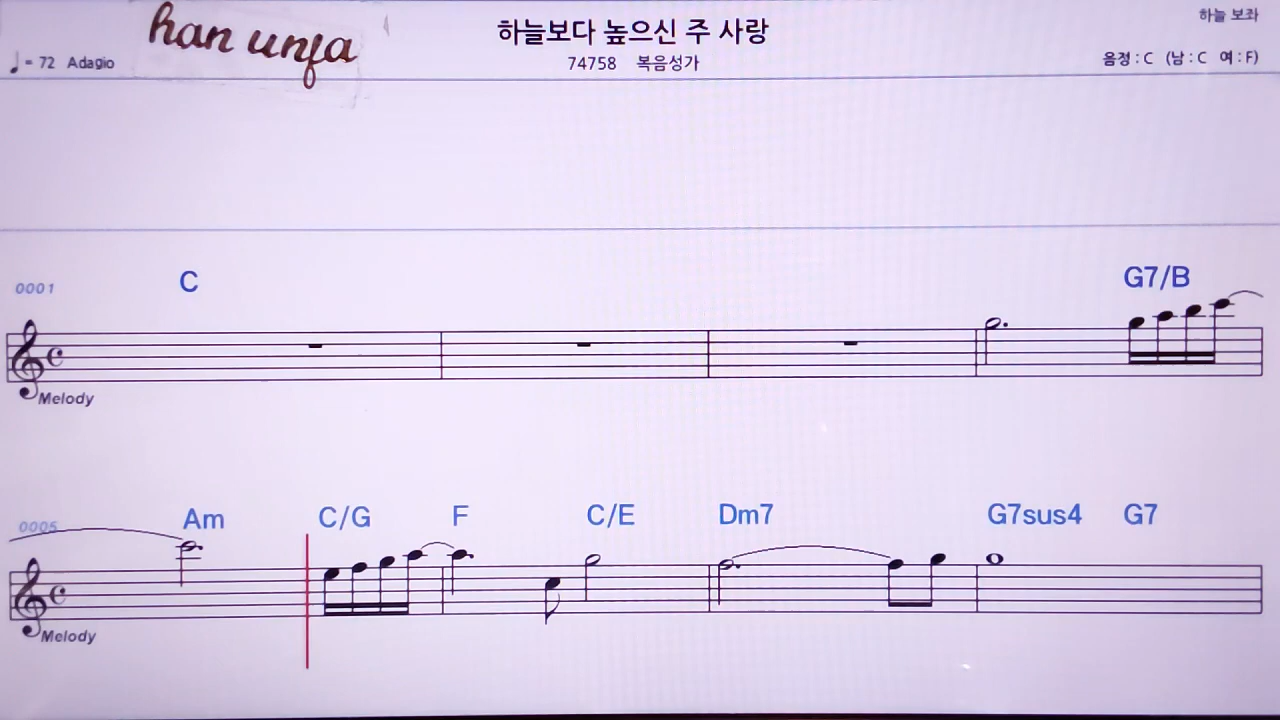 han unja
하늘보다 높으신 주 사랑
하늘 보좌
♩ = 72 Adagio
74758 복음성가
음정 : C (남 : C 여 : F)
0001
C
G7/B
Melody
0005
Am C/G F C/E Dm7 G7sus4 G7
Melody